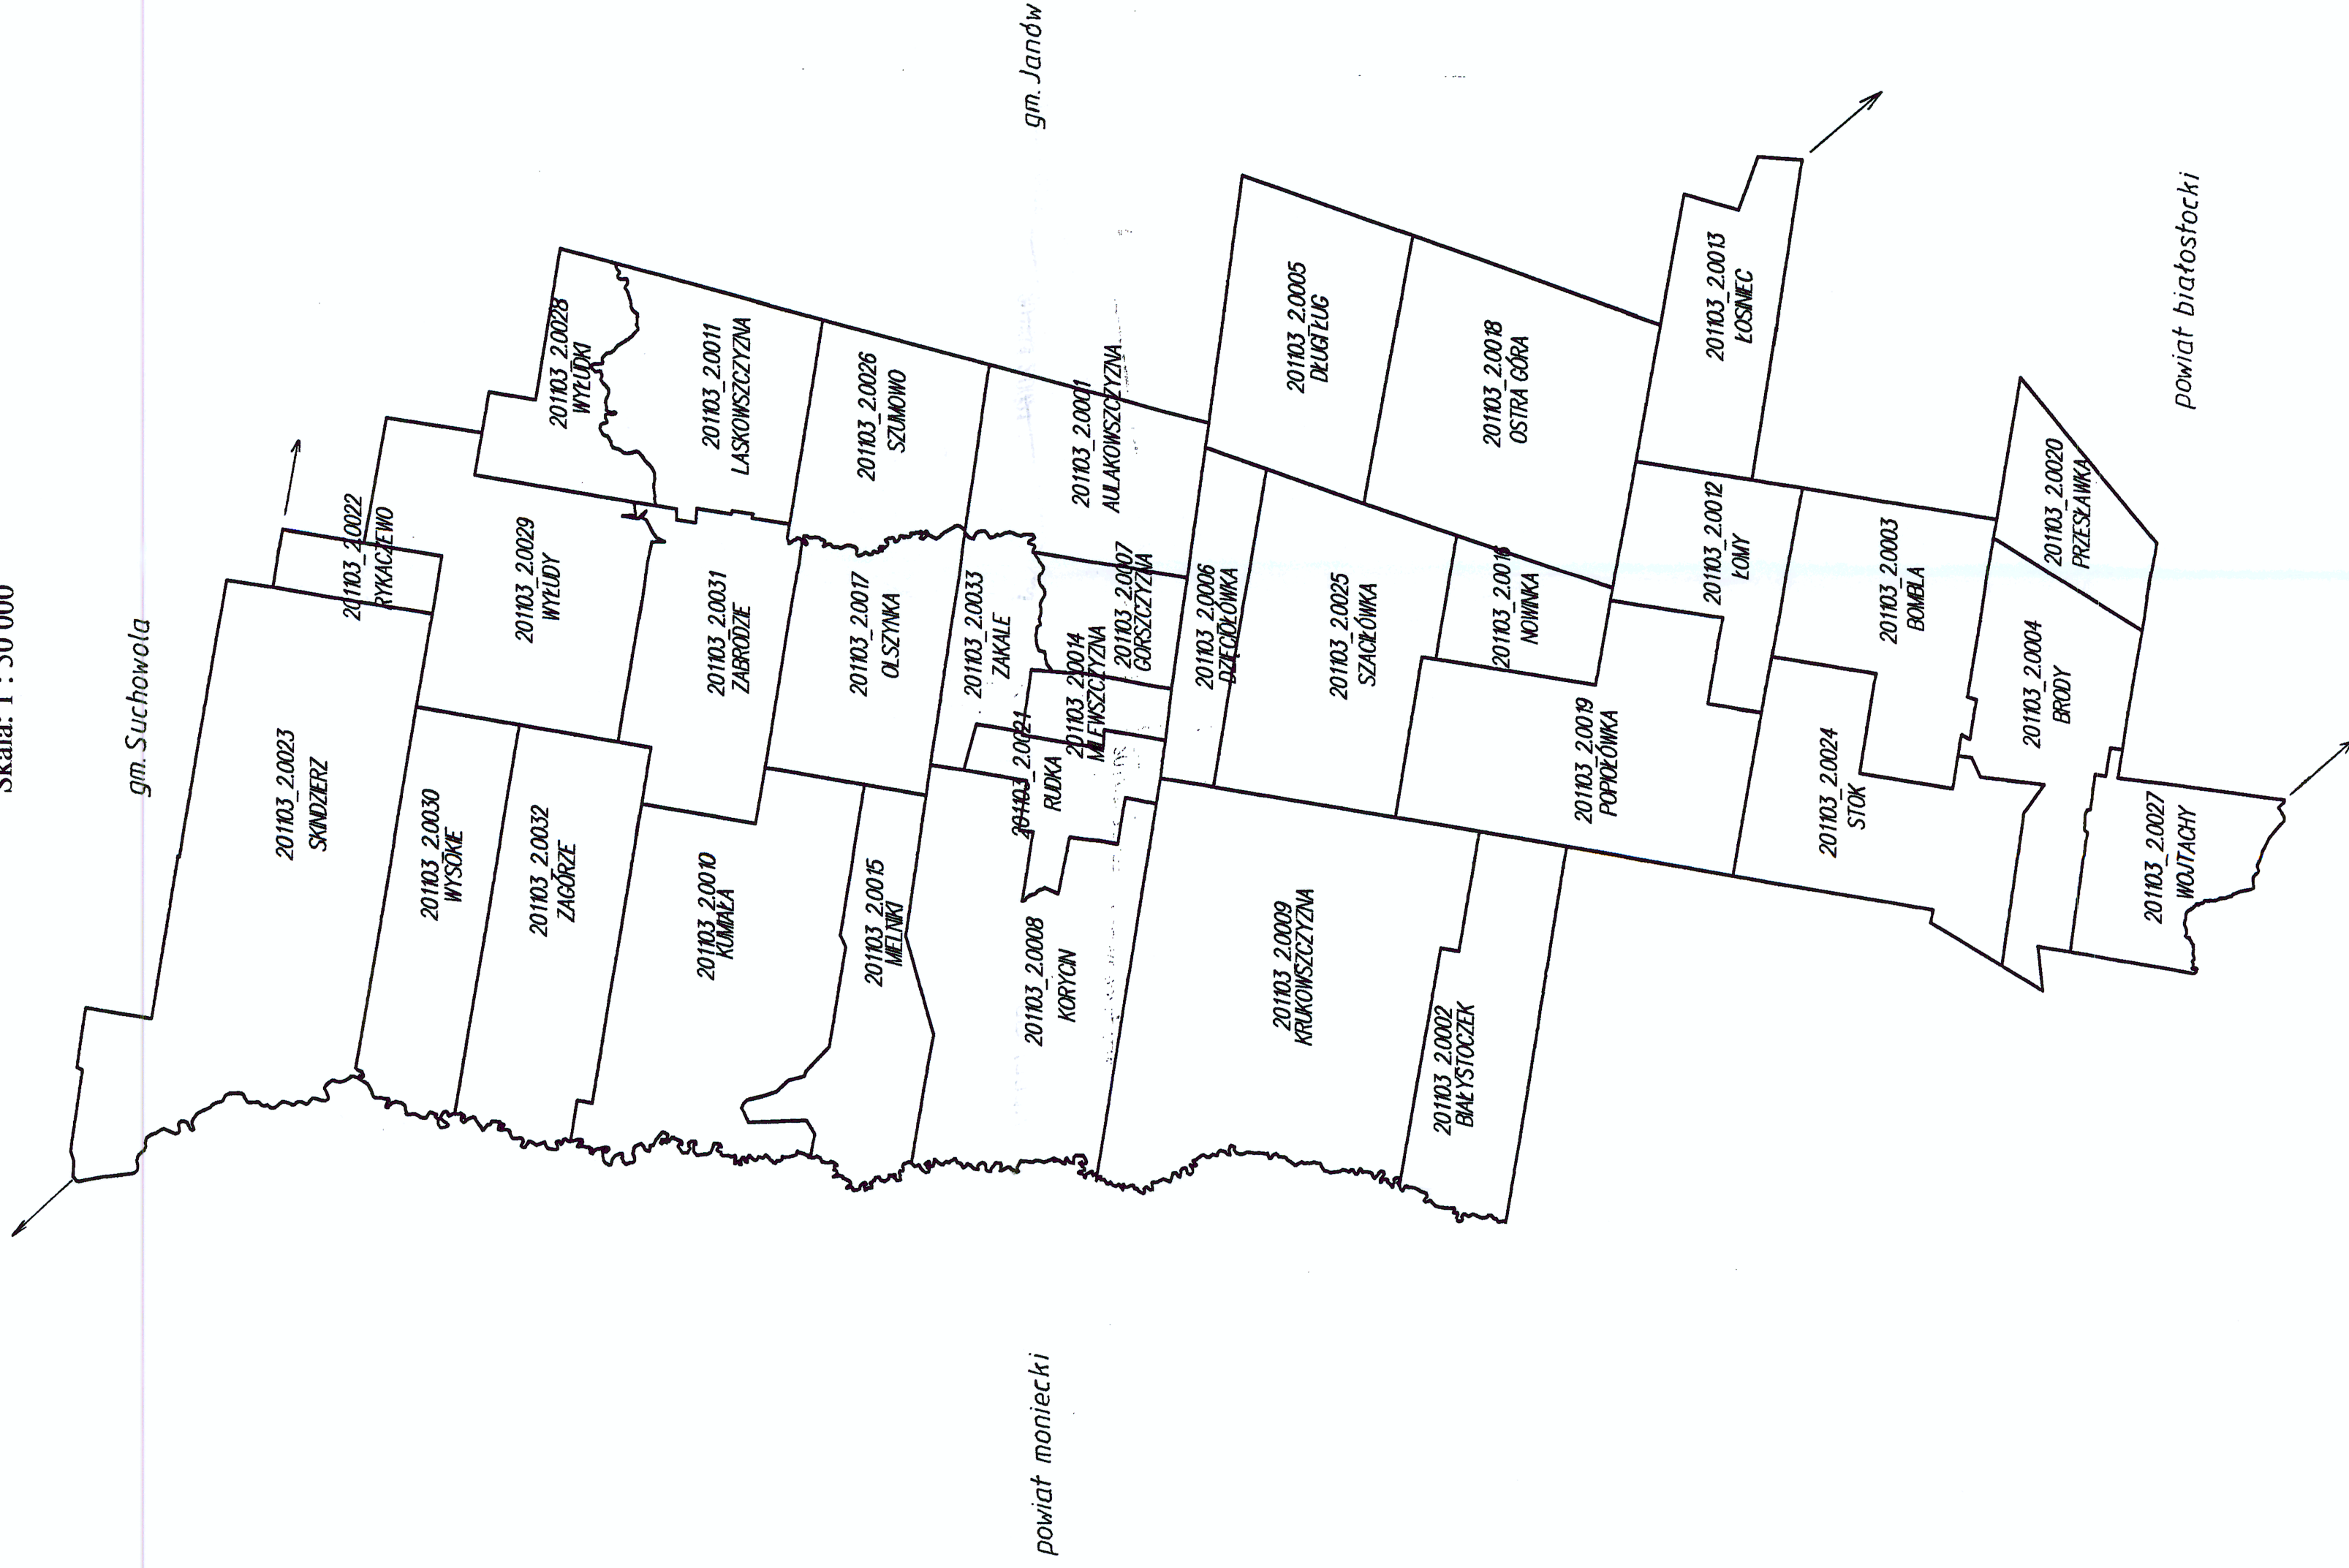 Skala: 1 : 50 000
gm. Suchowola
201103_2.0023
SKINDZIERZ
201103_2.0022
RYKACZEWO
201103_2.0030
WYSOKIE
201103_2.0029
WYŁUDY
201103_2.0028
WYŁUDKI
201103_2.0032
ZAGÓRZE
201103_2.0010
KUMIAŁA
201103_2.0031
ZABRODZIE
201103_2.0011
LASKOWSZCZYZNA
201103_2.0015
MIELNIKI
201103_2.0017
OLSZYNKA
201103_2.0026
SZUMOWO
201103_2.0033
ZAKALE
201103_2.0008
KORYCIN
201103_2.0021
RUDKA
201103_2.0014
MILEWSZCZYZNA
201103_2.0007
GORSZCZYZNA
201103_2.0001
AULAKOWSZCZYZNA
gm. Janów
powiat moniecki
201103_2.0006
DZIĘCIOŁÓWKA
201103_2.0005
DŁUGI ŁUG
201103_2.0009
KRUKOWSZCZYZNA
201103_2.0025
SZACIŁÓWKA
201103_2.0018
OSTRA GÓRA
201103_2.0002
BIAŁYSTOCZEK
201103_2.0016
NOWINKA
201103_2.0019
POPIOŁÓWKA
201103_2.0012
ŁOMY
201103_2.0013
ŁOSINIEC
201103_2.0024
STOK
201103_2.0003
BOMBLA
201103_2.0004
BRODY
201103_2.0020
PRZESŁAWKA
201103_2.0027
WOJTACHY
powiat białostocki